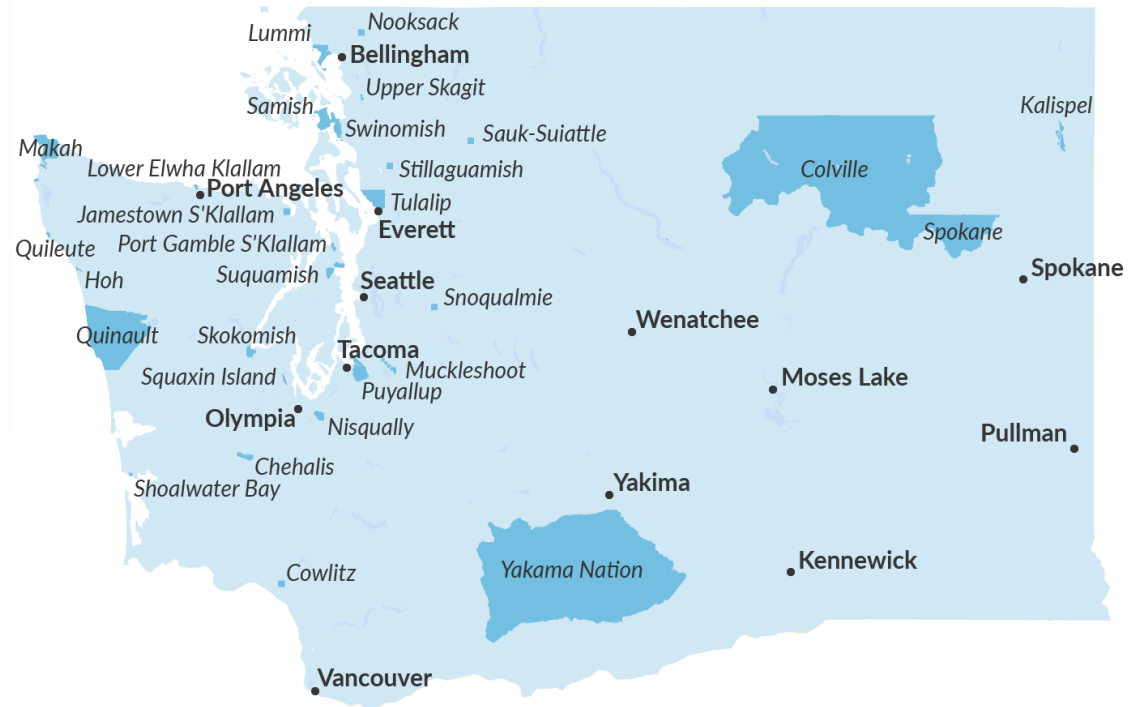 Nooksack
Lummi
Bellingham
Upper Skagit
Samish
Kalispel
Swinomish
Sauk-Suiattle
Makah
Lower Elwha Klallam
Stillaguamish
Colville
Port Angeles
Tulalip
Jamestown S'Klallam
Everett
Spokane
Quileute
Port Gamble S'Klallam
Suquamish
Spokane
Hoh
Seattle
Snoqualmie
Wenatchee
Quinault
Skokomish
Tacoma
Muckleshoot
Squaxin Island
Moses Lake
Puyallup
Olympia
Nisqually
Pullman
Chehalis
Yakima
Shoalwater Bay
Kennewick
Yakama Nation
Cowlitz
Vancouver